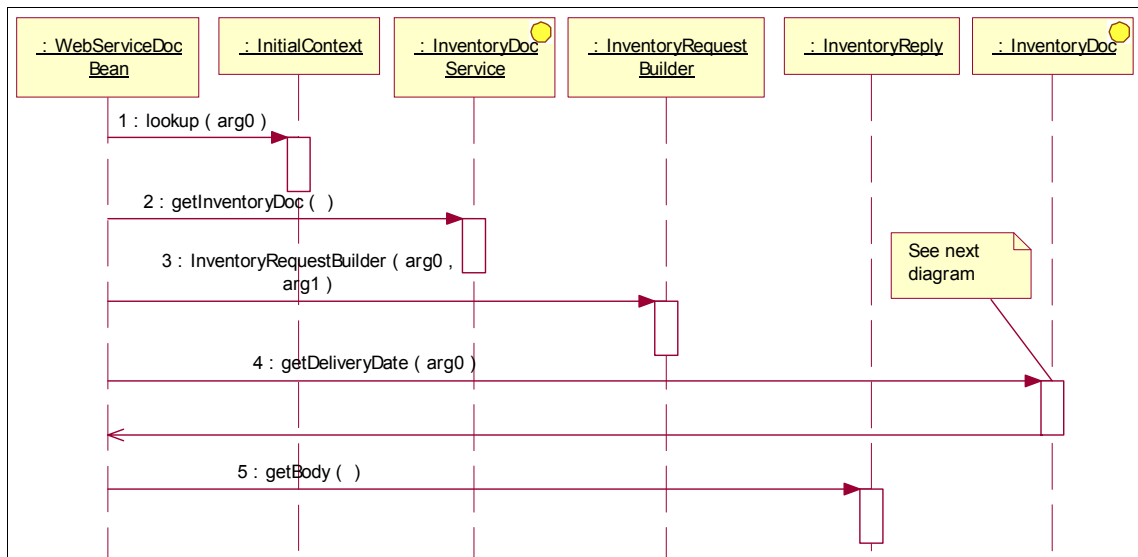 : WebServiceDoc
Bean
: InitialContext
: InventoryDoc
Service
: InventoryRequest
Builder
: InventoryReply
: InventoryDoc
1 : lookup ( arg0 )
2 : getInventoryDoc ( )
3 : InventoryRequestBuilder ( arg0 ,
arg1 )
See next
diagram
4 : getDeliveryDate ( arg0 )
5 : getBody ( )